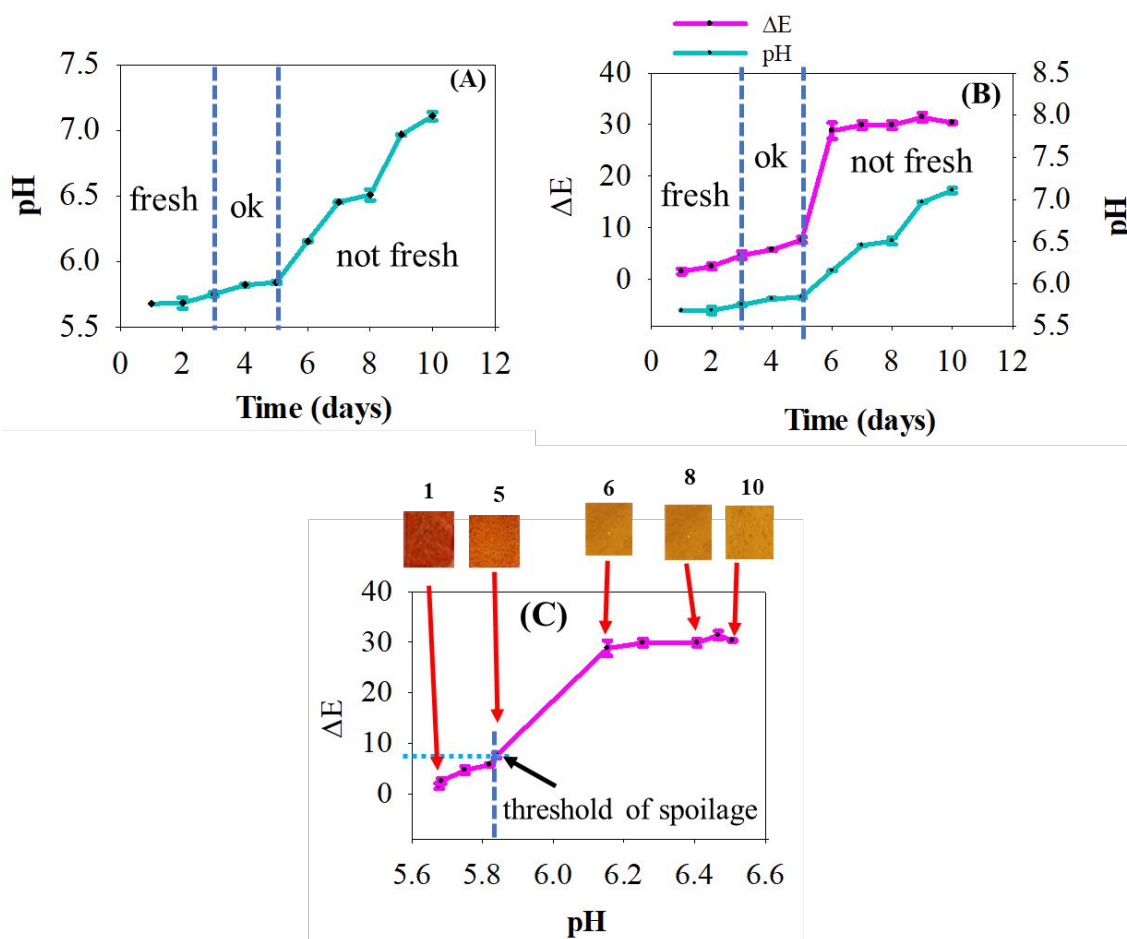 ΔE
pH
7.5
7.0
6.5
6.0
5.5
pH
(A)
fresh
ok
not fresh
0 2 4 6 8 10 12
Time (days)
40
30
20
10
0
ΔE
(B)
fresh
ok
not fresh
8.5
8.0
7.5
7.0
6.5
6.0
5.5
pH
0 2 4 6 8 10 12
Time (days)
1 5 6 8 10
40
30
20
10
0
ΔE
(C)
threshold of spoilage
5.6 5.8 6.0 6.2 6.4 6.6
pH